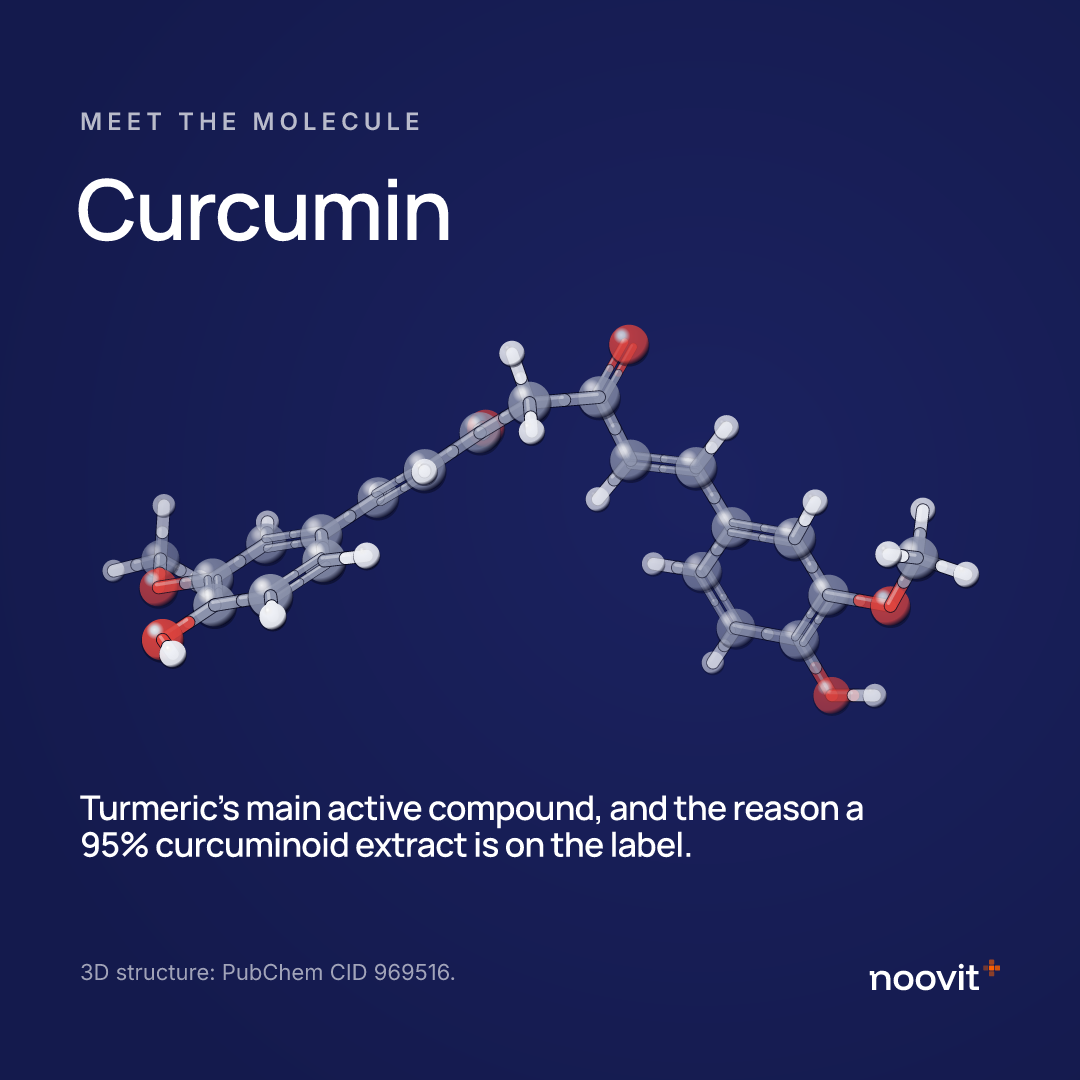 MEET THE MOLECULE
Curcumin
Turmeric's main active compound, and the reason a
95% curcuminoid extract is on the label.
3D structure: PubChem CID 969516.
noovit